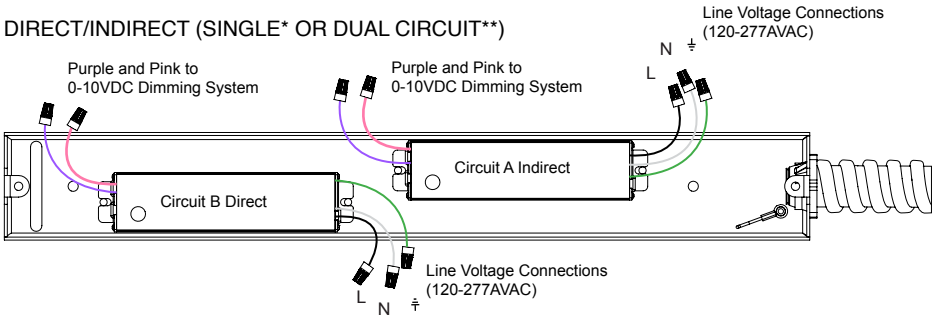 DIRECT/INDIRECT (SINGLE* OR DUAL CIRCUIT**)
Line Voltage Connections
(120-277AVAC)
N
L
Purple and Pink to
0-10VDC Dimming System
Purple and Pink to
0-10VDC Dimming System
Circuit A Indirect
Circuit B Direct
Line Voltage Connections
(120-277AVAC)
L
N